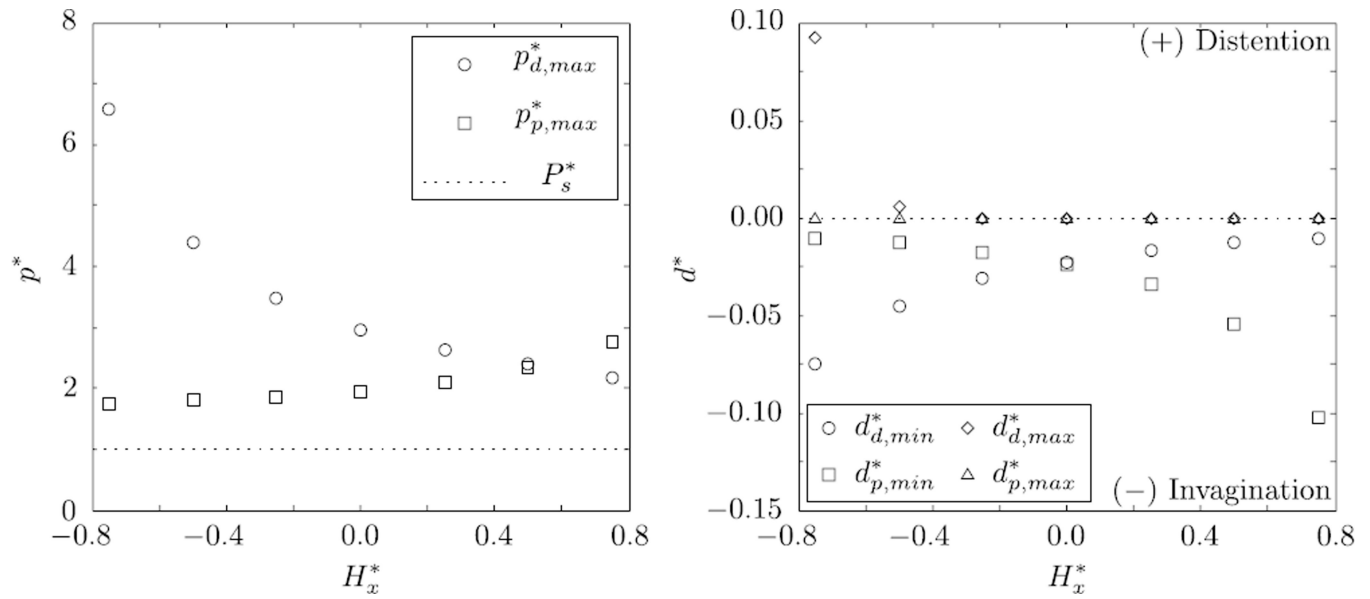 8
6
4
2
0
p*
−0.8
−0.4
0.0
0.4
0.8
H*x
p*d,max
p*p,max
P*s
0.10
0.05
0.00
−0.05
−0.10
−0.15
d*
−0.8
−0.4
0.0
0.4
0.8
H*x
(+) Distention
d*d,min d*d,max
d*p,min d*p,max
(−) Invagination